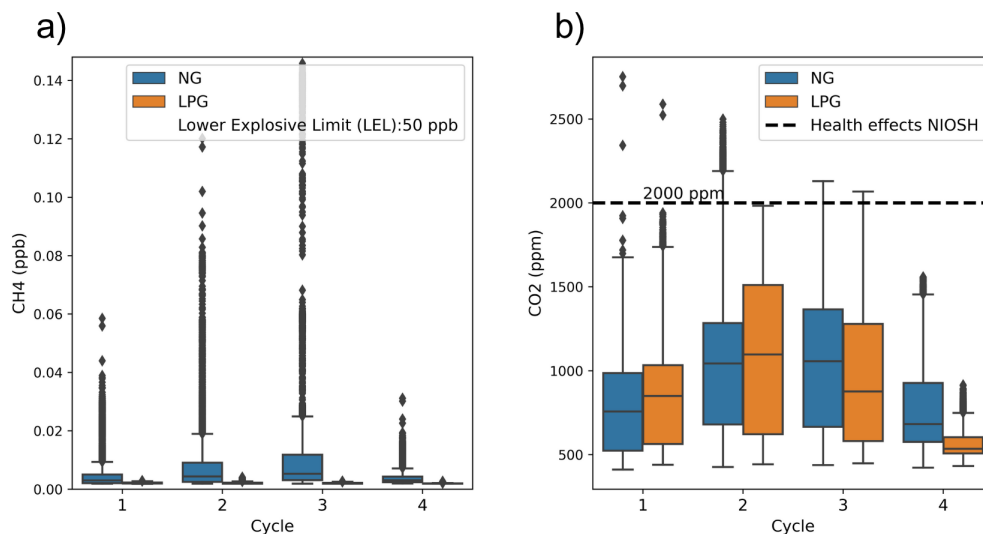 a)
NG
LPG
Lower Explosive Limit (LEL):50 ppb
CH4 (ppb)
0.14
0.12
0.10
0.08
0.06
0.04
0.02
0.00
1 2 3 4
Cycle
b)
NG
LPG
Health effects NIOSH
2000 ppm
CO2 (ppm)
2500
2000
1500
1000
500
1 2 3 4
Cycle